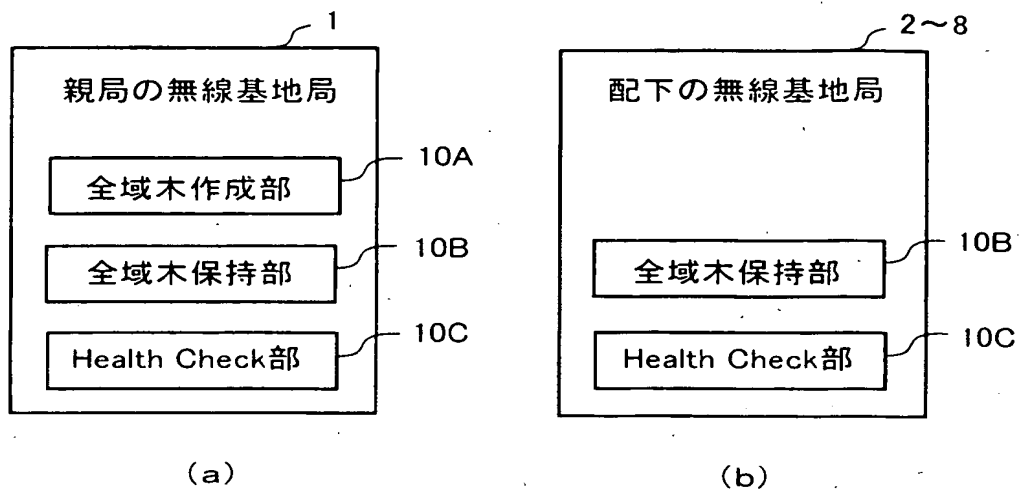 1
親局の無線基地局
10A
全域木作成部
10B
全域木保持部
10C
Health Check部
(a)
2〜8
配下の無線基地局
10B
全域木保持部
10C
Health Check部
(b)